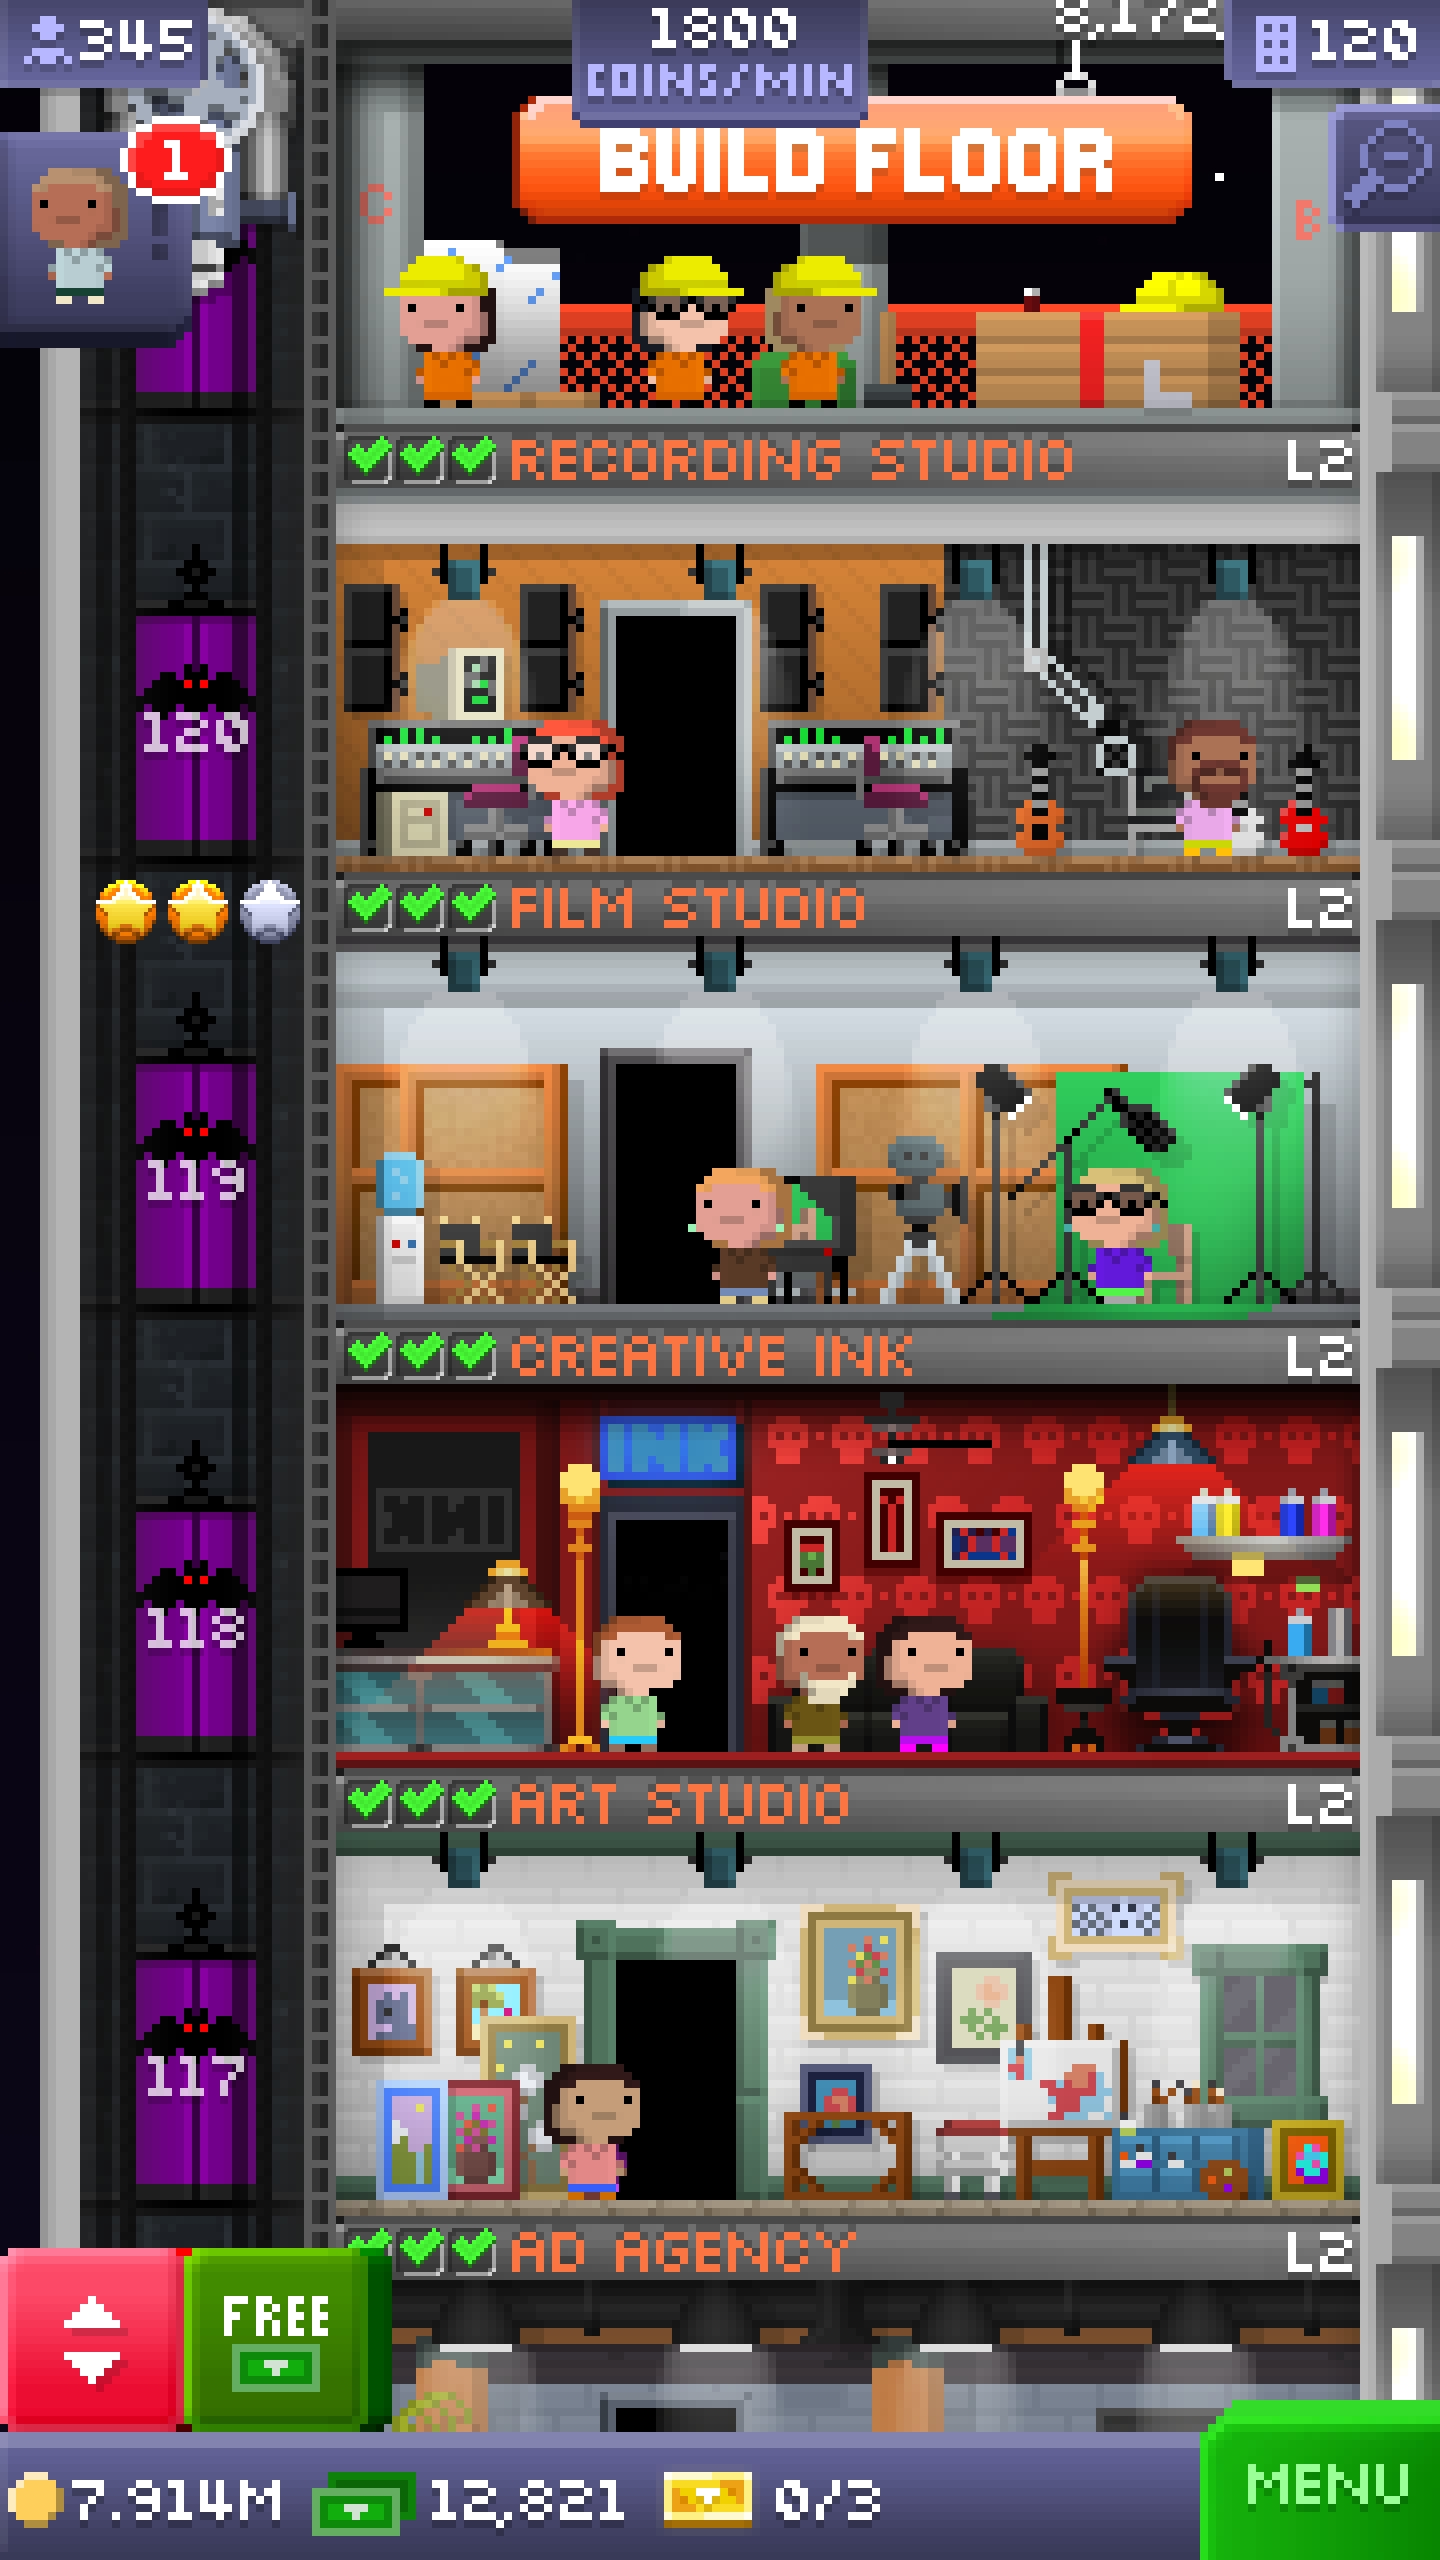 345
1800
COINS/MIN
8,172
120
1
BUILD FLOOR
C
B
RECORDING STUDIO L2
120
FILM STUDIO L2
119
CREATIVE INK L2
INK
INK
118
ART STUDIO L2
117
AD AGENCY L2
FREE
7.914M 12,821 0/3
MENU